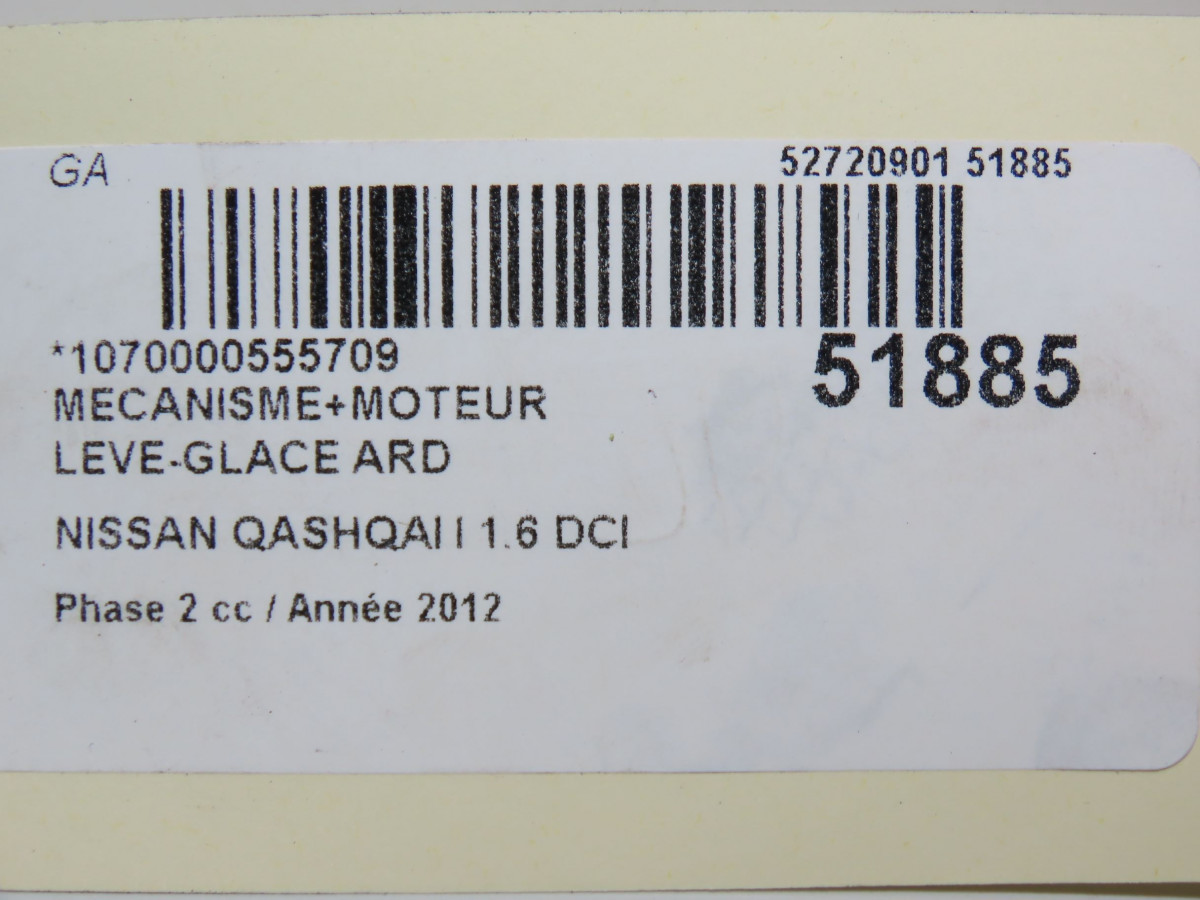 GA
52720901 51885
*1070000555709
51885
MECANISME+MOTEUR
LEVE-GLACE ARD
NISSAN QASHQAI I 1.6 DCI
Phase 2 cc / Année 2012